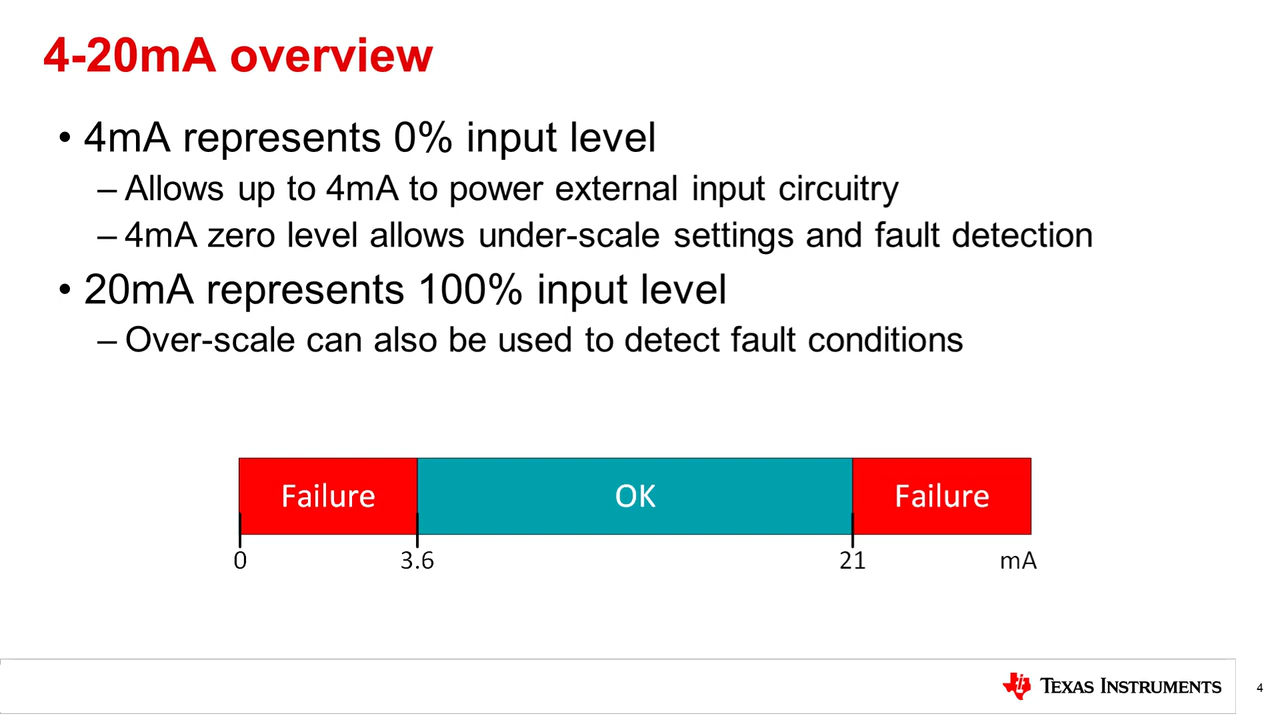 4-20mA overview
• 4mA represents 0% input level
– Allows up to 4mA to power external input circuitry
– 4mA zero level allows under-scale settings and fault detection
• 20mA represents 100% input level
– Over-scale can also be used to detect fault conditions
Failure OK Failure
0 3.6 21 mA
TEXAS INSTRUMENTS 4